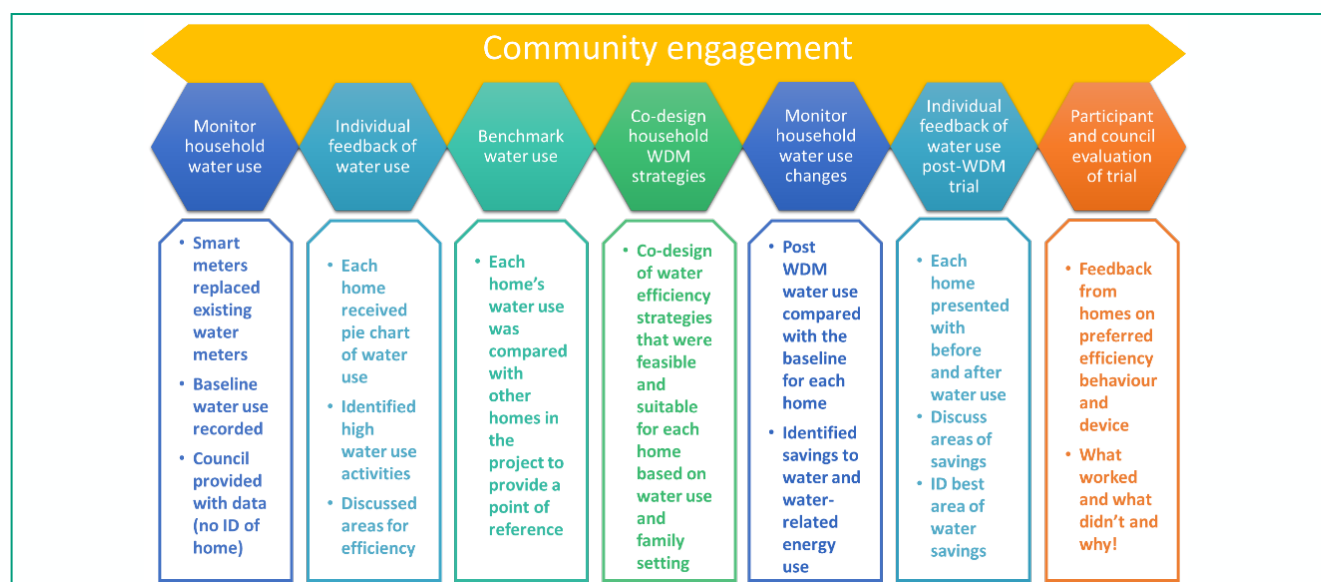 Community engagement
Monitor
household
water use
Individual
feedback of
water use
Benchmark
water use
Co-design
household
WDM
strategies
Monitor
household
water use
changes
Individual
feedback of
water use
post-WDM
trial
Participant
and council
evaluation
of trial
• Smart
meters
replaced
existing
water
meters
• Baseline
water use
recorded
• Council
provided
with data
(no ID of
home)
• Each
home
received
pie chart
of water
use
• Identified
high
water use
activities
• Discussed
areas for
efficiency
• Each
home's
water use
was
compared
with
other
homes in
the
project to
provide a
point of
reference
• Co-design
of water
efficiency
strategies
that were
feasible
and
suitable
for each
home
based on
water use
and
family
setting
• Post
WDM
water use
compared
with the
baseline
for each
home
• Identified
savings to
water and
water-
related
energy
use
• Each
home
presented
with
before
and after
water use
• Discuss
areas of
savings
• ID best
area of
water
savings
• Feedback
from
homes on
preferred
efficiency
behaviour
and
device
• What
worked
and what
didn't and
why!